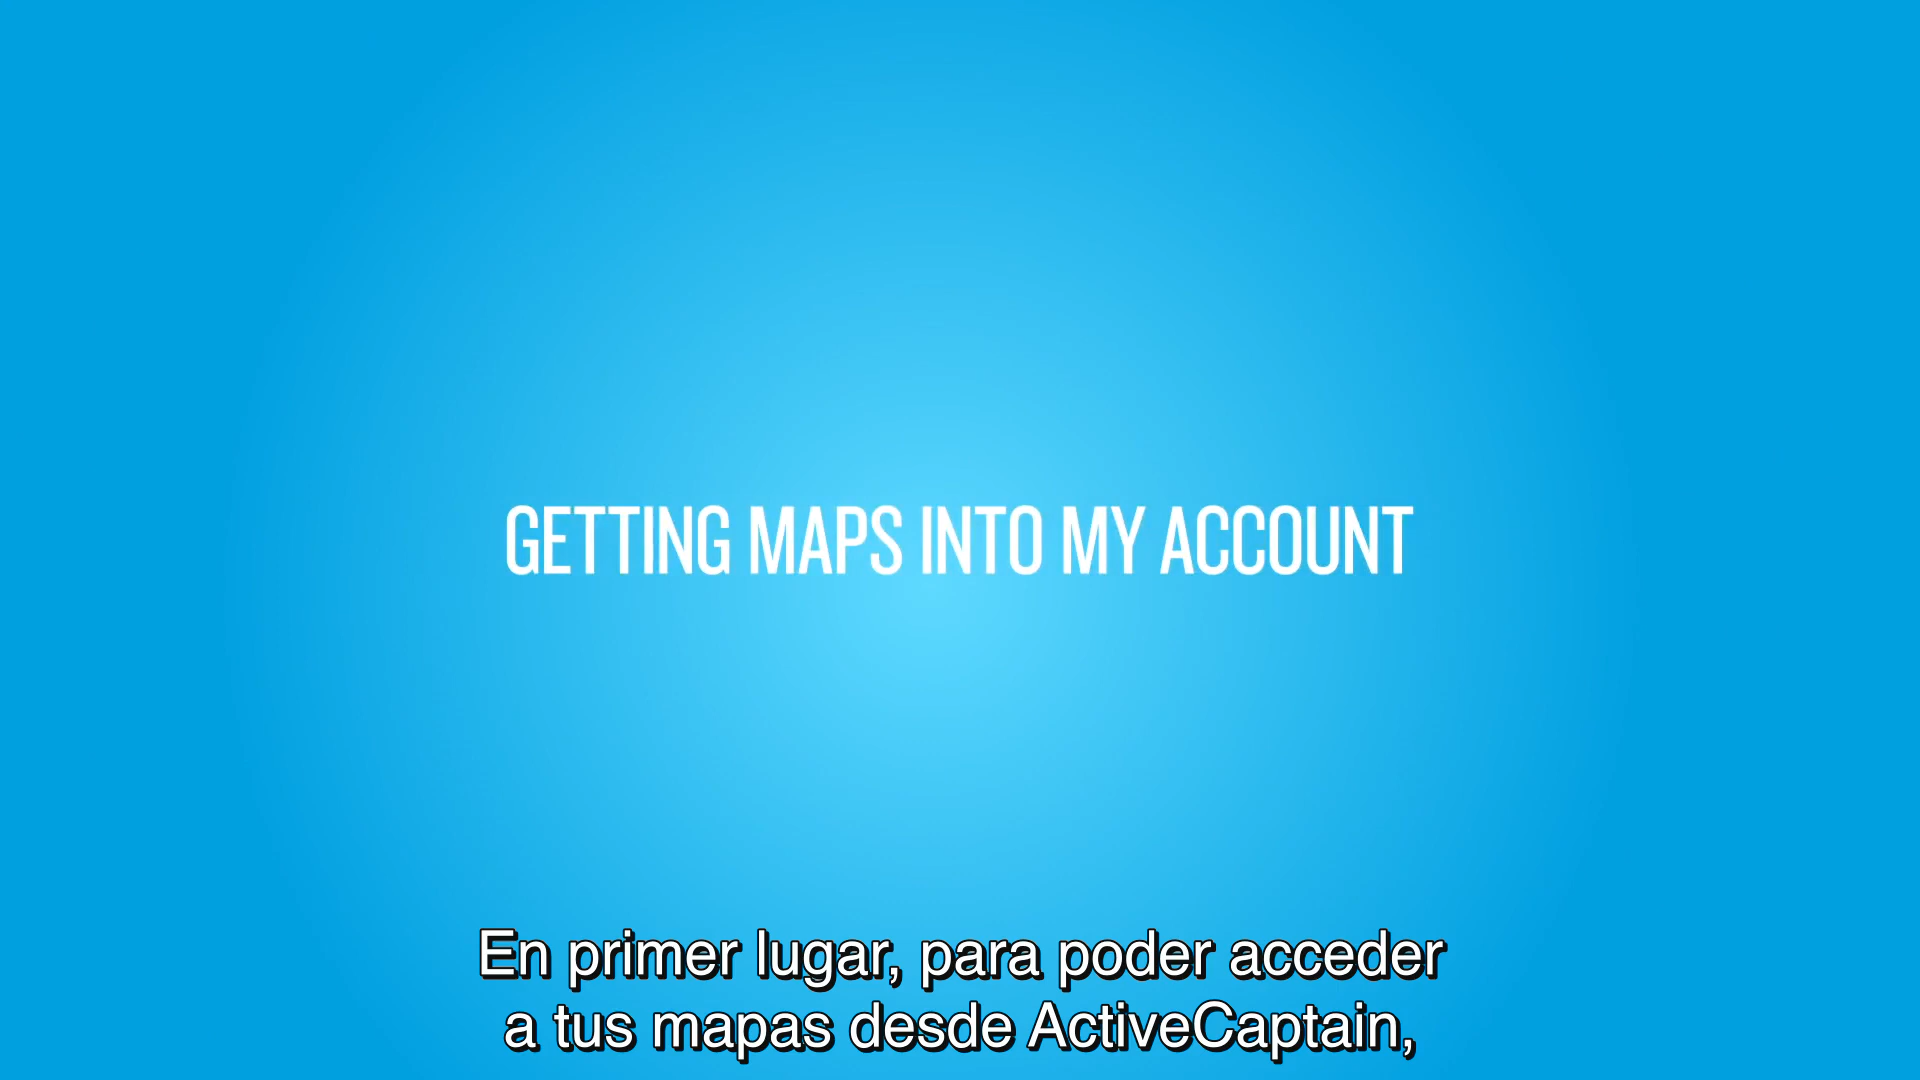 GETTING MAPS INTO MY ACCOUNT
En primer lugar, para poder acceder
a tus mapas desde ActiveCaptain,